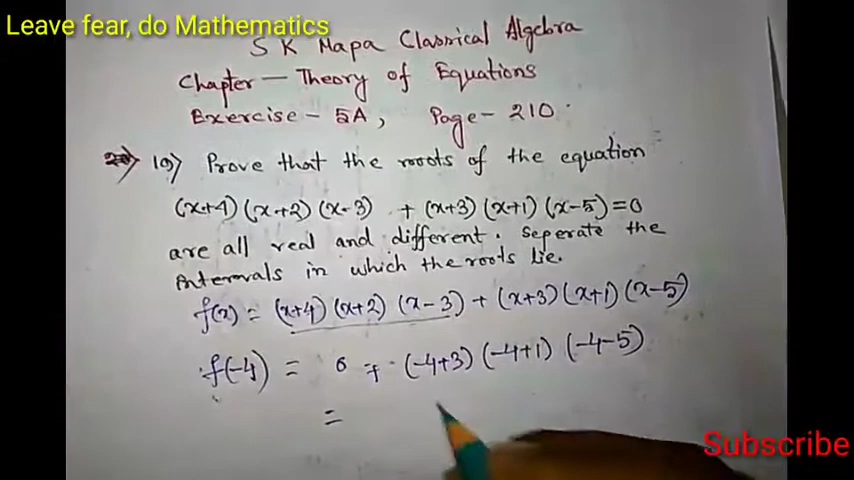 Leave fear, do Mathematics
S K Mapa Classical Algebra
Chapter - Theory of Equations
Exercise - 5A, Page - 210
19) Prove that the roots of the equation
(x+4)(x+2)(x-3) + (x+3)(x+1)(x-5)=0
are all real and different. Seperate the
intervals in which the roots lie.
f(x) = (x+4)(x+2)(x-3) + (x+3)(x+1)(x-5)
f(-4) = 0 + (-4+3)(-4+1)(-4-5)
=
Subscribe